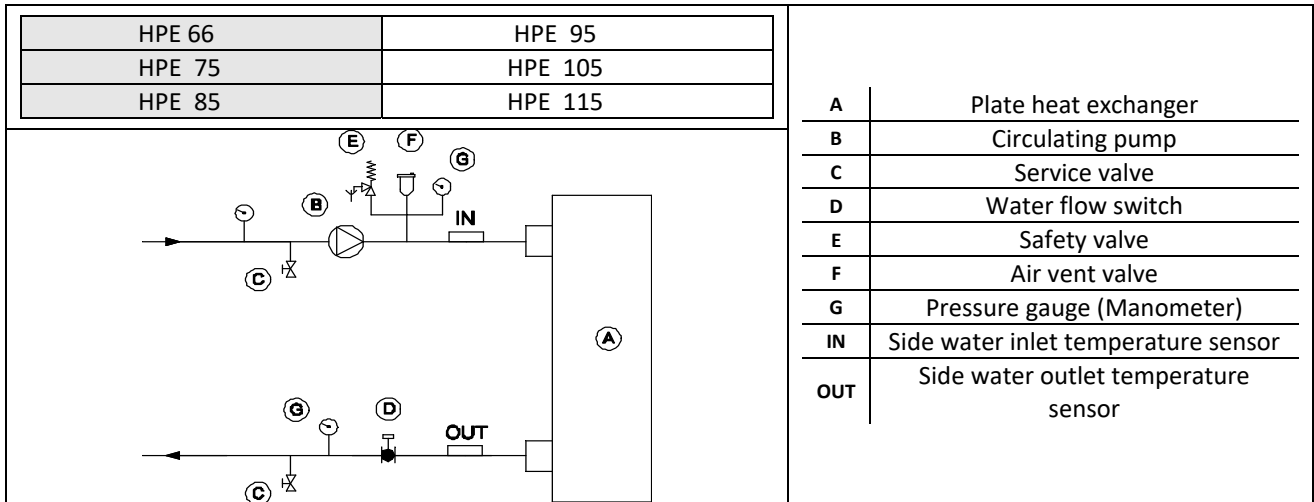 HPE 66 HPE 95
HPE 75 HPE 105
HPE 85 HPE 115
E F
G
B
IN
C
A
G D
OUT
C
A Plate heat exchanger
B Circulating pump
C Service valve
D Water flow switch
E Safety valve
F Air vent valve
G Pressure gauge (Manometer)
IN Side water inlet temperature sensor
OUT Side water outlet temperature
sensor